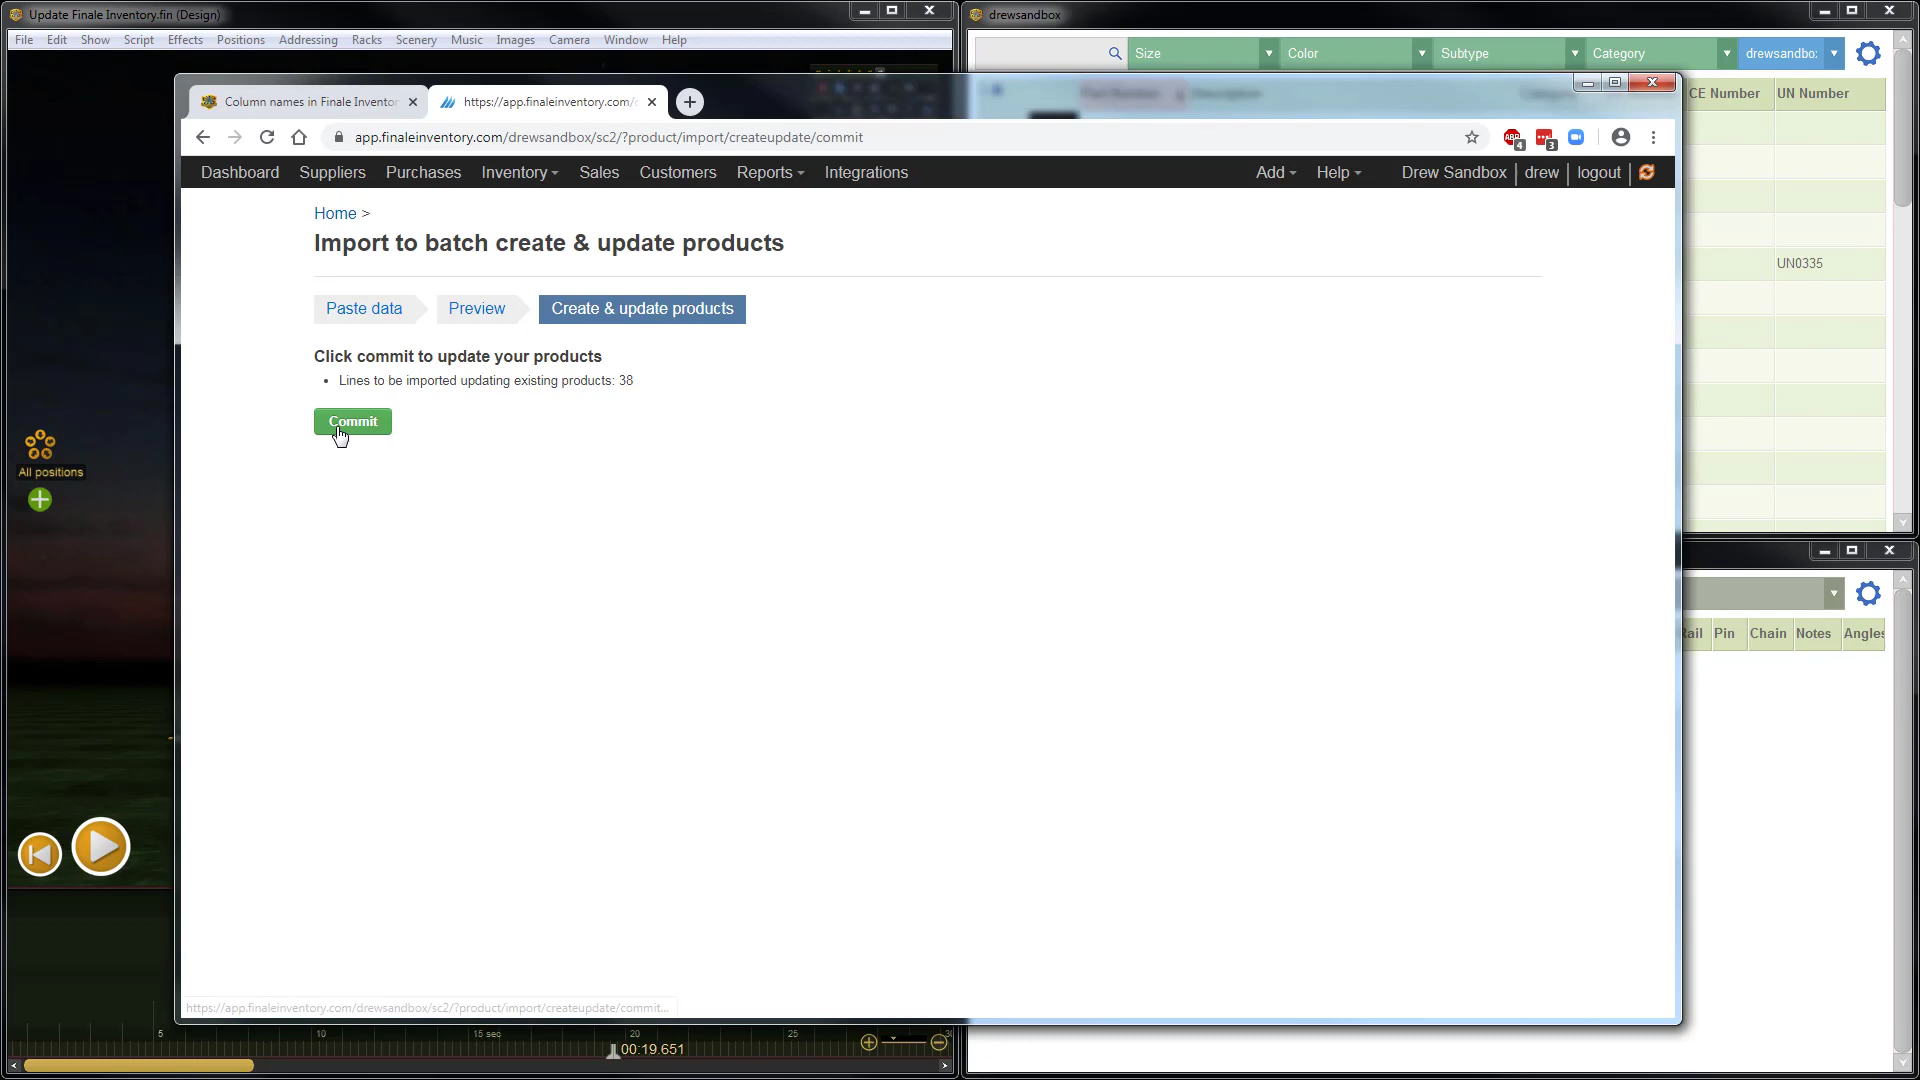 Update Finale Inventory.fin (Design)
File Edit Show Script Effects Positions Addressing Racks Scenery Music Images Camera Window Help
drewsandbox
Size Color Subtype Category drewsandbo:
CE Number UN Number
UN0335
Column names in Finale Inventor
https://app.finaleinventory.com/
app.finaleinventory.com/drewsandbox/sc2/?product/import/createupdate/commit
ABP 4 3
Dashboard Suppliers Purchases Inventory Sales Customers Reports Integrations Add Help Drew Sandbox drew logout
Home >
Import to batch create & update products
Paste data Preview Create & update products
Click commit to update your products
• Lines to be imported updating existing products: 38
Commit
All positions
Pin Chain Notes Angles
https://app.finaleinventory.com/drewsandbox/sc2/?product/import/createupdate/commit...
5 10 15 sec 20 25
00:19.651